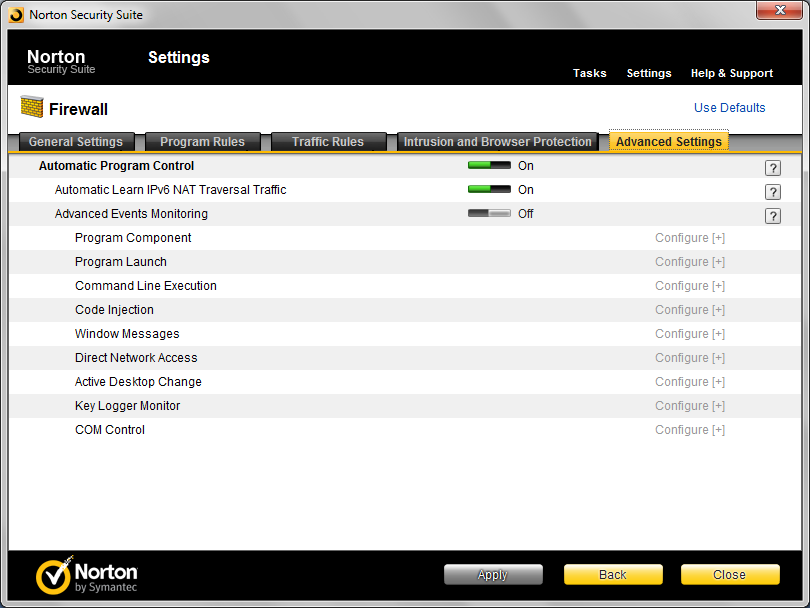 Norton Security Suite
Norton
Security Suite
Settings
Tasks Settings Help & Support
Firewall
Use Defaults
General Settings Program Rules Traffic Rules Intrusion and Browser Protection Advanced Settings
Automatic Program Control On ?
Automatic Learn IPv6 NAT Traversal Traffic On ?
Advanced Events Monitoring Off ?
Program Component Configure [+]
Program Launch Configure [+]
Command Line Execution Configure [+]
Code Injection Configure [+]
Window Messages Configure [+]
Direct Network Access Configure [+]
Active Desktop Change Configure [+]
Key Logger Monitor Configure [+]
COM Control Configure [+]
Norton
by Symantec
Apply Back Close